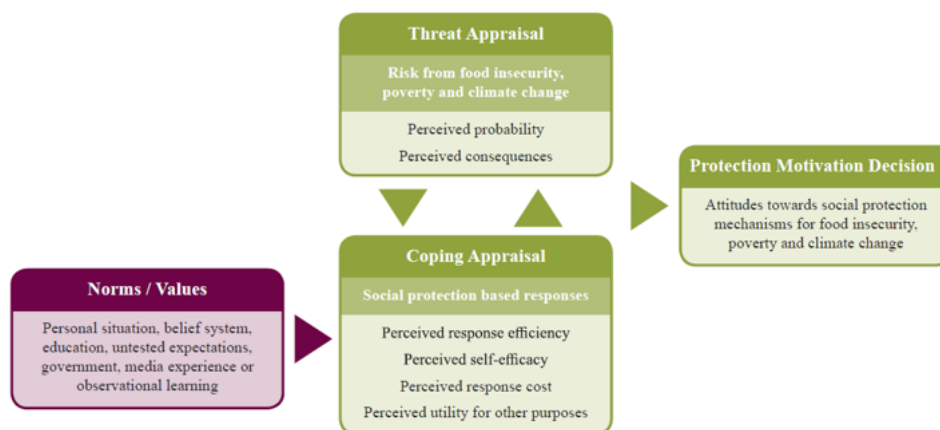 Threat Appraisal
Risk from food insecurity,
poverty and climate change
Perceived probability
Perceived consequences
Protection Motivation Decision
Attitudes towards social protection
mechanisms for food insecurity,
poverty and climate change
Coping Appraisal
Social protection based responses
Perceived response efficiency
Perceived self-efficacy
Perceived response cost
Perceived utility for other purposes
Norms / Values
Personal situation, belief system,
education, untested expectations,
government, media experience or
observational learning